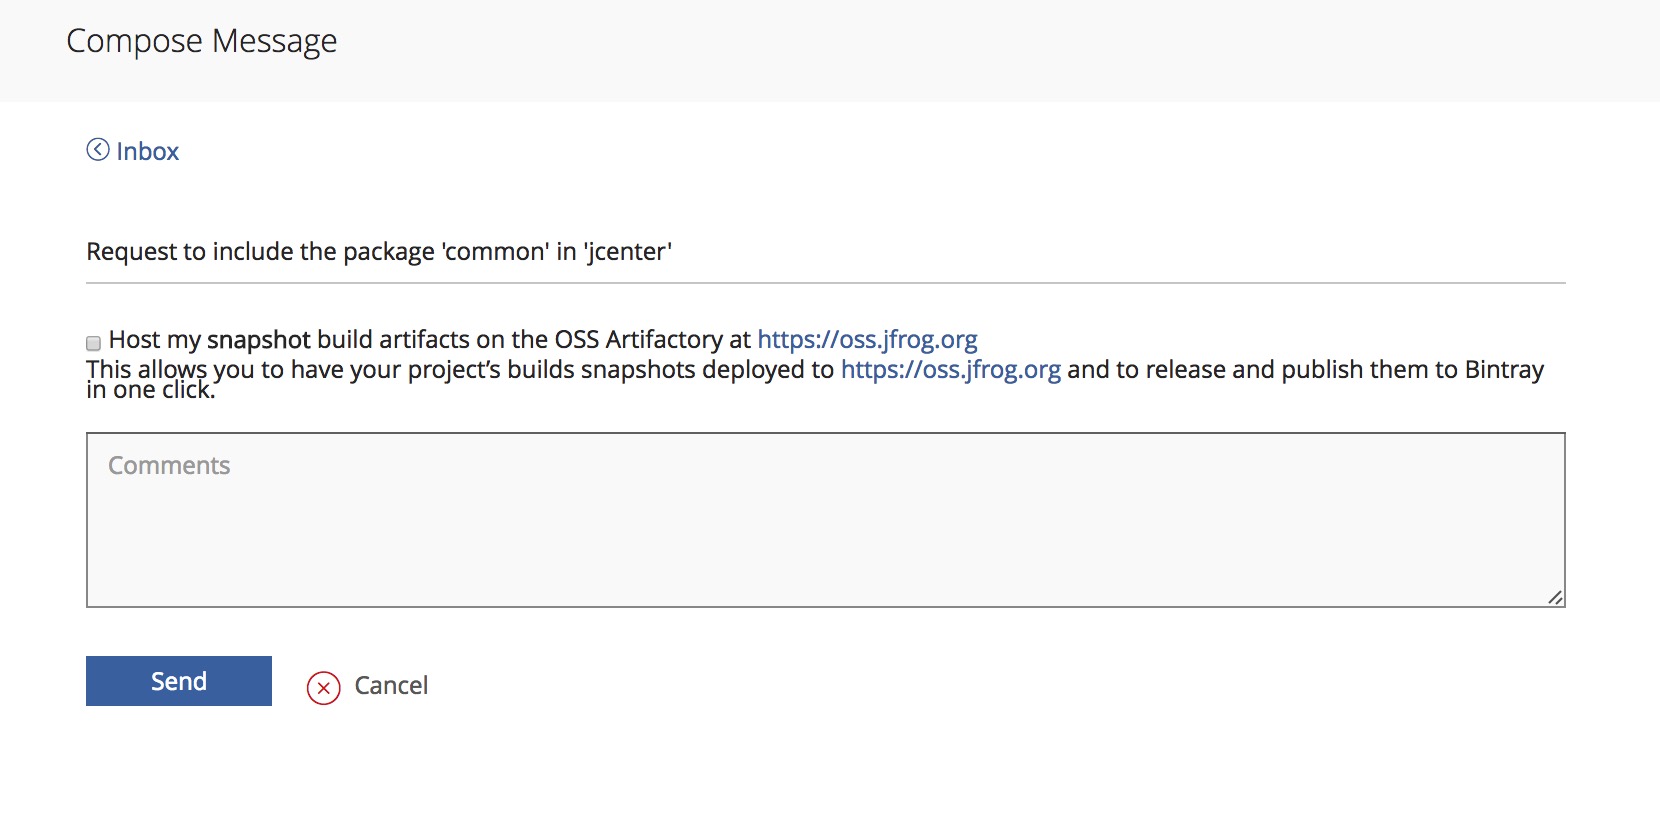 Compose Message
Inbox
Request to include the package 'common' in 'jcenter'
Host my snapshot build artifacts on the OSS Artifactory at https://oss.jfrog.org
This allows you to have your project’s builds snapshots deployed to https://oss.jfrog.org and to release and publish them to Bintray
in one click.
Comments
Send
Cancel